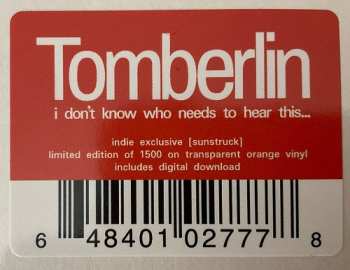 Tomberlin
i don't know who needs to hear this...
indie exclusive [sunstruck]
limited edition of 1500 on transparent orange vinyl
includes digital download
6 48401 02777 8